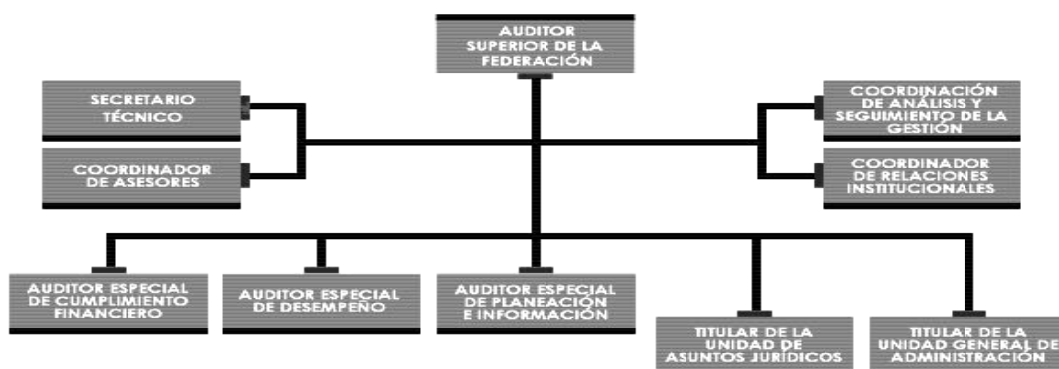 AUDITOR
SUPERIOR DE LA
FEDERACIÓN
SECRETARIO
TÉCNICO
COORDINACIÓN
DE ANÁLISIS Y
SEGUIMIENTO DE LA
GESTIÓN
COORDINADOR
DE ASESORES
COORDINADOR
DE RELACIONES
INSTITUCIONALES
AUDITOR ESPECIAL
DE CUMPLIMIENTO
FINANCIERO
AUDITOR ESPECIAL
DE DESEMPEÑO
AUDITOR ESPECIAL
DE PLANEACIÓN
E INFORMACIÓN
TITULAR DE LA
UNIDAD DE
ASUNTOS JURÍDICOS
TITULAR DE LA
UNIDAD GENERAL DE
ADMINISTRACIÓN